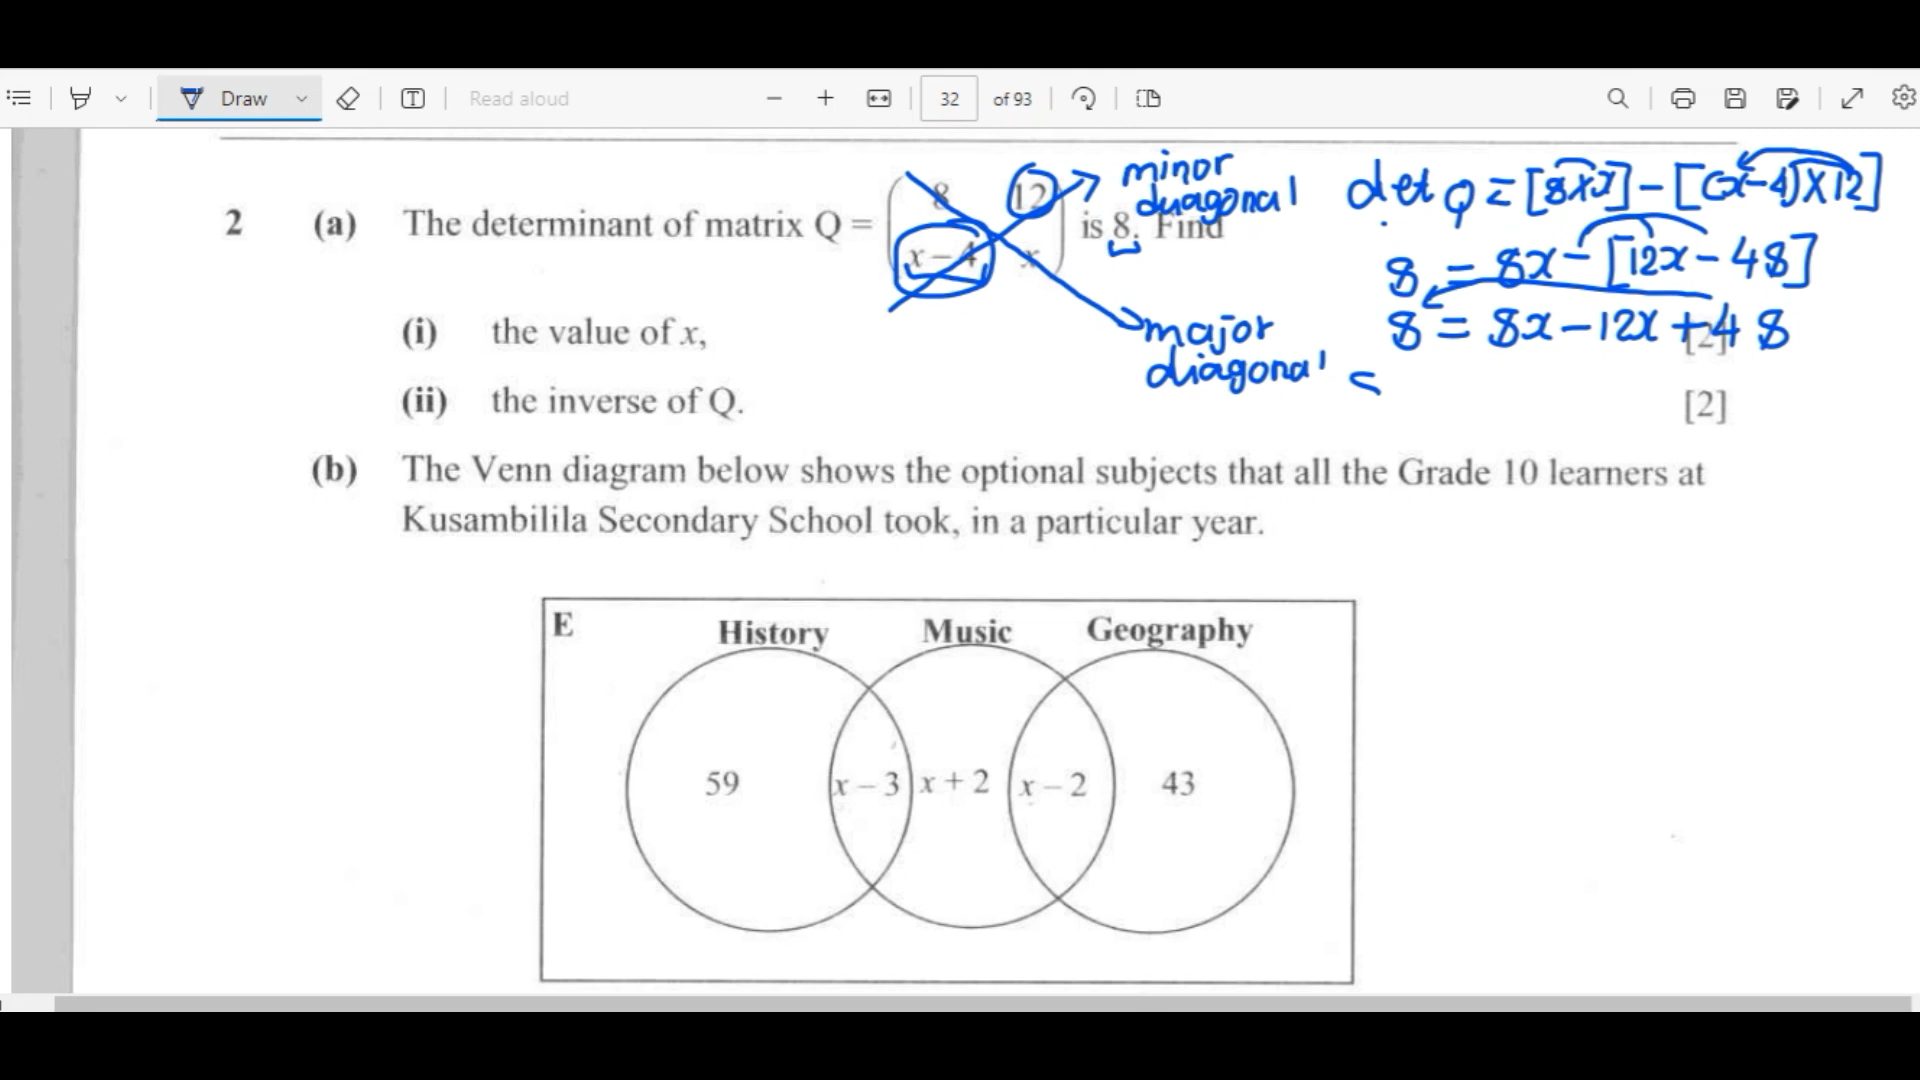 Draw
Read aloud
32 of 93
2 (a) The determinant of matrix Q = ( 8 12 is 8. Find
x – 4 x )
minor
diagonal
major
diagonal
det Q = [8×x] – [(x–4)×12]
8 = 8x – [12x – 48]
8 = 8x – 12x + 48
(i) the value of x, [2]
(ii) the inverse of Q. [2]
(b) The Venn diagram below shows the optional subjects that all the Grade 10 learners at
Kusambilila Secondary School took, in a particular year.
E
History Music Geography
59 x – 3 x + 2 x – 2 43